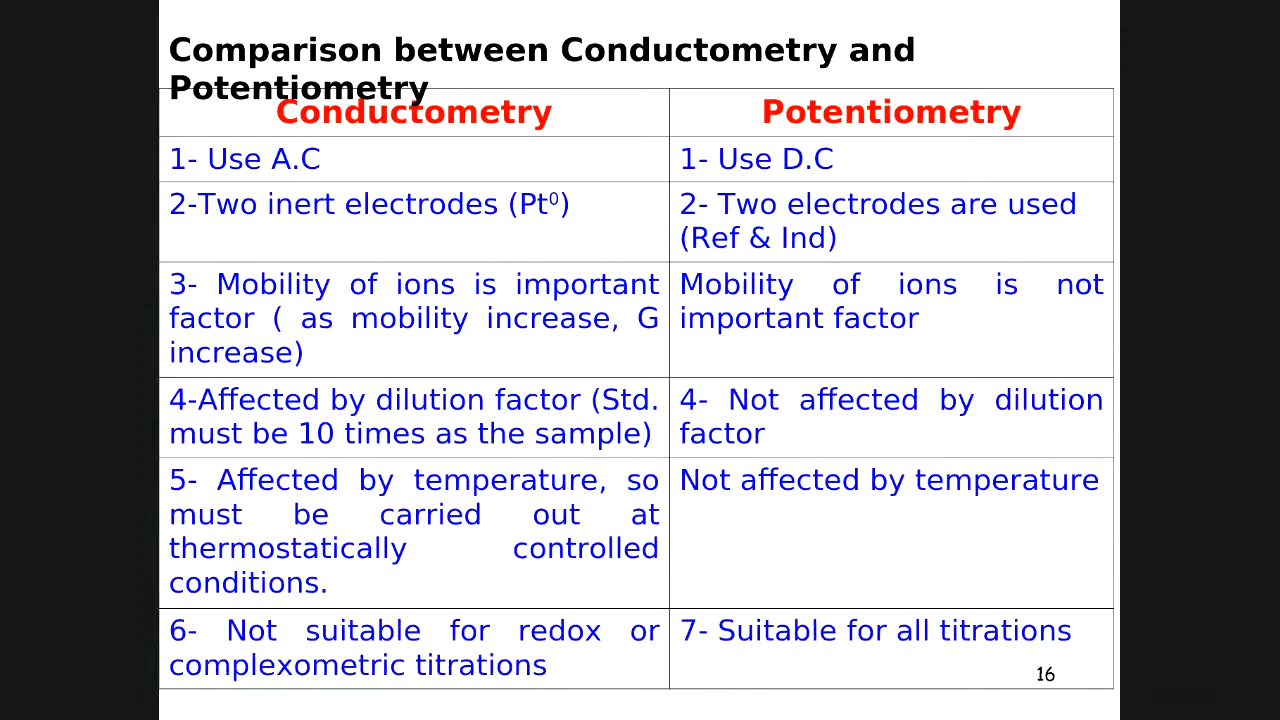 Comparison between Conductometry and
Potentiometry
Conductometry
Potentiometry
1- Use A.C
1- Use D.C
2-Two inert electrodes (Pt⁰)
2- Two electrodes are used
(Ref & Ind)
3- Mobility of ions is important
factor ( as mobility increase, G
increase)
Mobility of ions is not
important factor
4-Affected by dilution factor (Std.
must be 10 times as the sample)
4- Not affected by dilution
factor
5- Affected by temperature, so
must be carried out at
thermostatically controlled
conditions.
Not affected by temperature
6- Not suitable for redox or
complexometric titrations
7- Suitable for all titrations
16